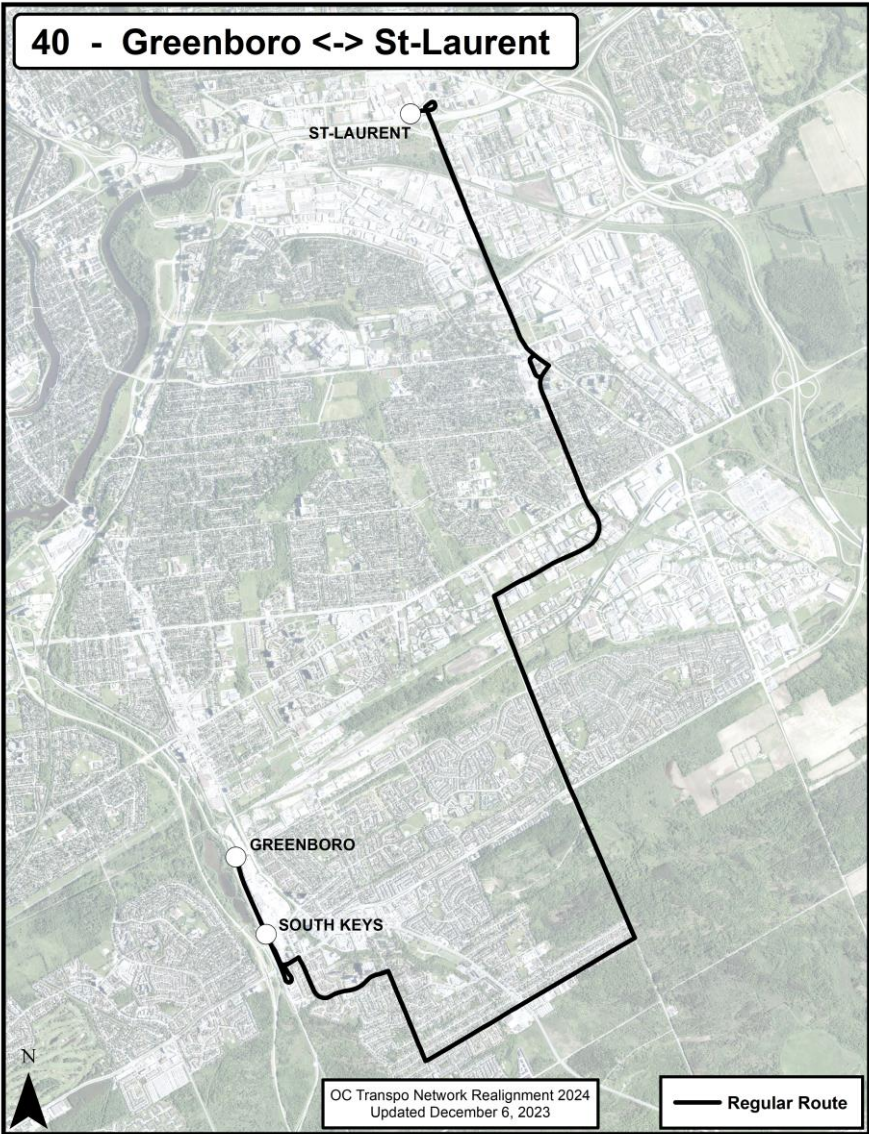 40 - Greenboro <-> St-Laurent
ST-LAURENT
GREENBORO
SOUTH KEYS
N
OC Transpo Network Realignment 2024
Updated December 6, 2023
Regular Route